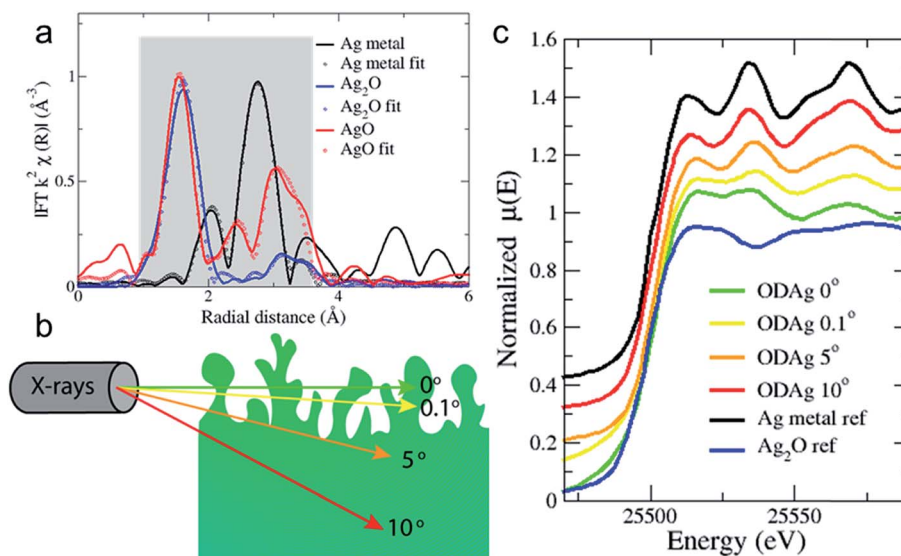 a
|FT k² χ (R)| (Å⁻³)
1
0.5
0
0
2
4
6
Radial distance (Å)
Ag metal
Ag metal fit
Ag₂O
Ag₂O fit
AgO
AgO fit
b
X-rays
0°
0.1°
5°
10°
c
Normalized μ(E)
1.6
1.4
1.2
1
0.8
0.6
0.4
0.2
0
25500
25550
Energy (eV)
ODAg 0°
ODAg 0.1°
ODAg 5°
ODAg 10°
Ag metal ref
Ag₂O ref